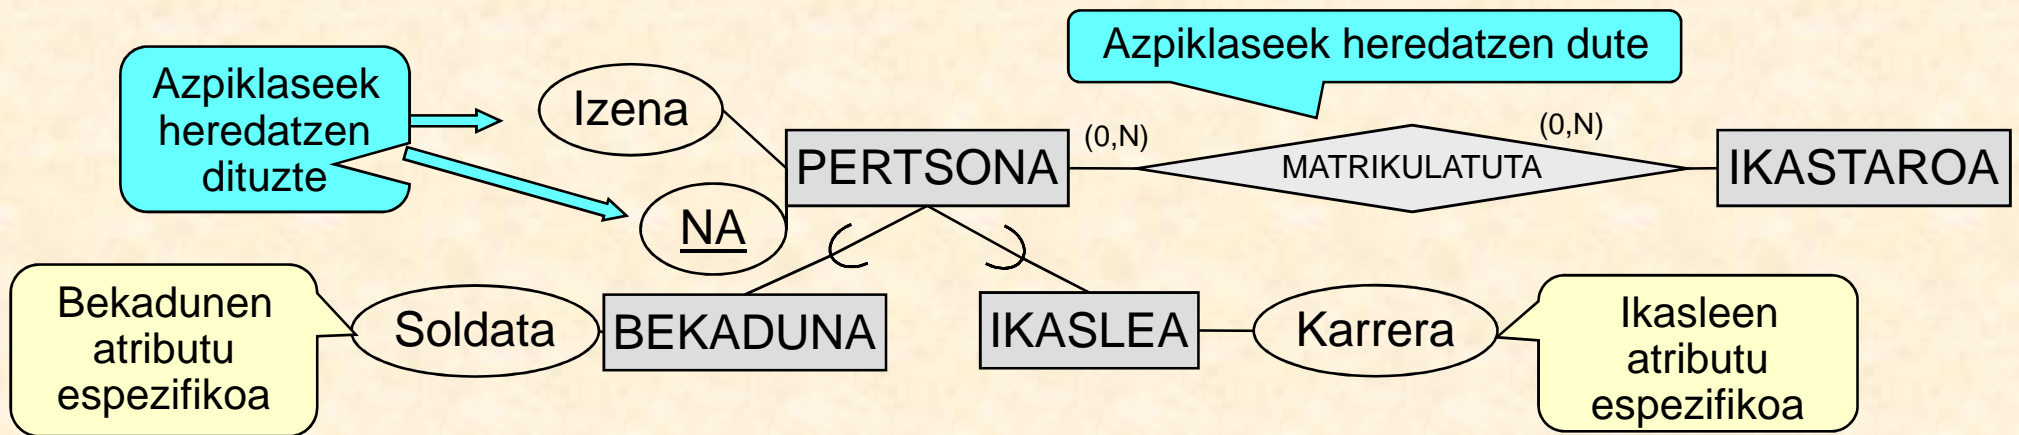 Azpiklaseek heredatzen dute
Azpiklaseek
heredatzen
dituzte
Izena
NA
PERTSONA
(0,N)
MATRIKULATUTA
(0,N)
IKASTAROA
Bekadunen
atributu
espezifikoa
Soldata
BEKADUNA
IKASLEA
Karrera
Ikasleen
atributu
espezifikoa